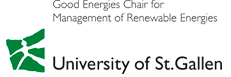 Good Energies Chair for
Management of Renewable Energies
University of St.Gallen